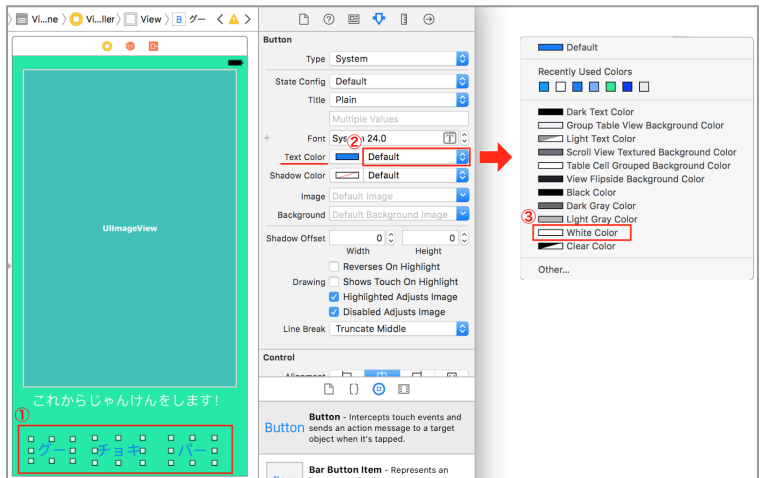 Vi...ne Vi...ller View B グー
Button
Type System
State Config Default
Title Plain
Multiple Values
Font System 24.0 T
②
Text Color Default
Shadow Color Default
Image Default Image
Background Default Background Image
Shadow Offset 0 0
Width Height
Reverses On Highlight
Drawing Shows Touch On Highlight
Highlighted Adjusts Image
Disabled Adjusts Image
Line Break Truncate Middle
Control
Alignment
{}
Button Button - Intercepts touch events and
sends an action message to a target
object when it's tapped.
Bar Button Item - Represents an
UIImageView
これからじゃんけんをします!
①
グー チョキ パー
Default
Recently Used Colors
Dark Text Color
Group Table View Background Color
Light Text Color
Scroll View Textured Background Color
Table Cell Grouped Background Color
View Flipside Background Color
Black Color
Dark Gray Color
Light Gray Color
③
White Color
Clear Color
Other...